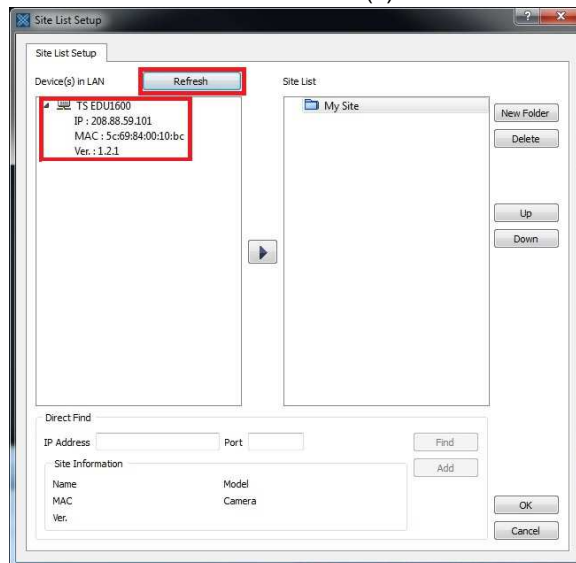 Site List Setup
Site List Setup
Device(s) in LAN
Refresh
Site List
TS EDU1600
IP : 208.88.59.101
MAC : 5c:69:84:00:10:bc
Ver. : 1.2.1
My Site
New Folder
Delete
Up
Down
Direct Find
IP Address
Port
Find
Site Information
Add
Name
Model
MAC
Camera
Ver.
OK
Cancel